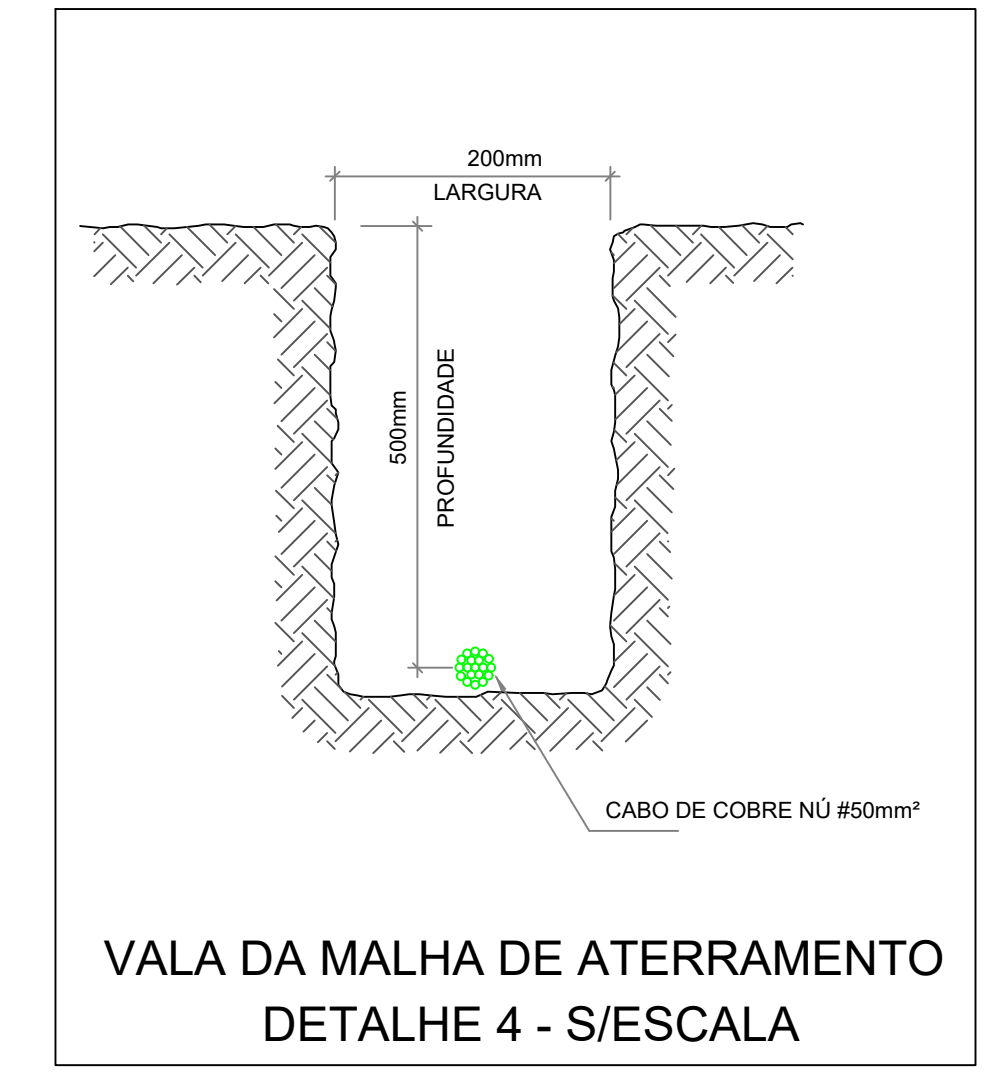 200mm
LARGURA
500mm
PROFUNDIDADE
CABO DE COBRE NÚ #50mm²
VALA DA MALHA DE ATERRAMENTO
DETALHE 4 - S/ESCALA